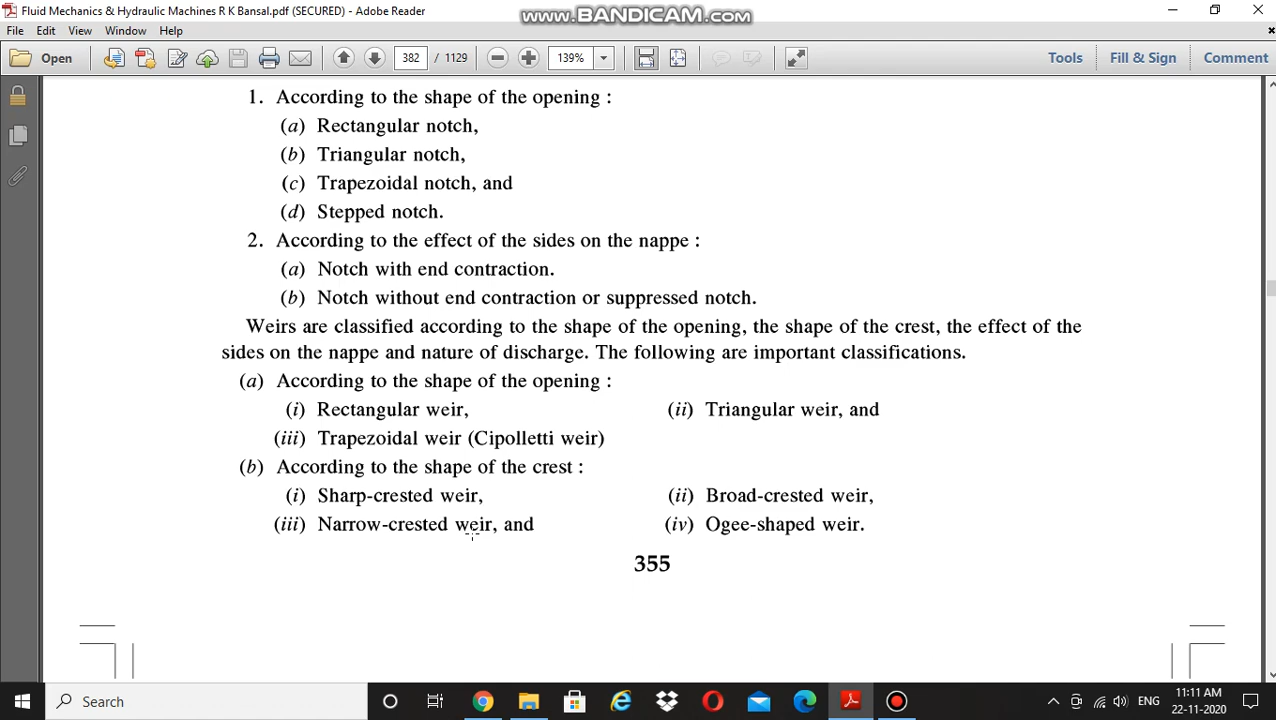 Fluid Mechanics & Hydraulic Machines R K Bansal.pdf (SECURED) - Adobe Reader
www.BANDICAM.com
File Edit View Window Help
Open 382 / 1129 139% Tools Fill & Sign Comment
1. According to the shape of the opening :
(a) Rectangular notch,
(b) Triangular notch,
(c) Trapezoidal notch, and
(d) Stepped notch.
2. According to the effect of the sides on the nappe :
(a) Notch with end contraction.
(b) Notch without end contraction or suppressed notch.
Weirs are classified according to the shape of the opening, the shape of the crest, the effect of the
sides on the nappe and nature of discharge. The following are important classifications.
(a) According to the shape of the opening :
(i) Rectangular weir, (ii) Triangular weir, and
(iii) Trapezoidal weir (Cipolletti weir)
(b) According to the shape of the crest :
(i) Sharp-crested weir, (ii) Broad-crested weir,
(iii) Narrow-crested weir, and (iv) Ogee-shaped weir.
355
Search ENG 11:11 AM
22-11-2020